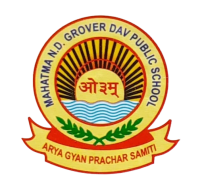 MAHATMA N.D. GROVER DAV PUBLIC SCHOOL
ओ३म्
ARYA GYAN PRACHAR SAMITI